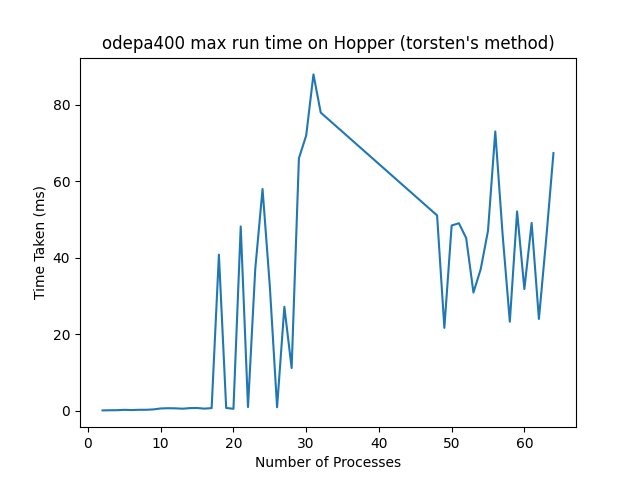 odepa400 max run time on Hopper (torsten's method)
80
60
40
20
0
Time Taken (ms)
0 10 20 30 40 50 60
Number of Processes